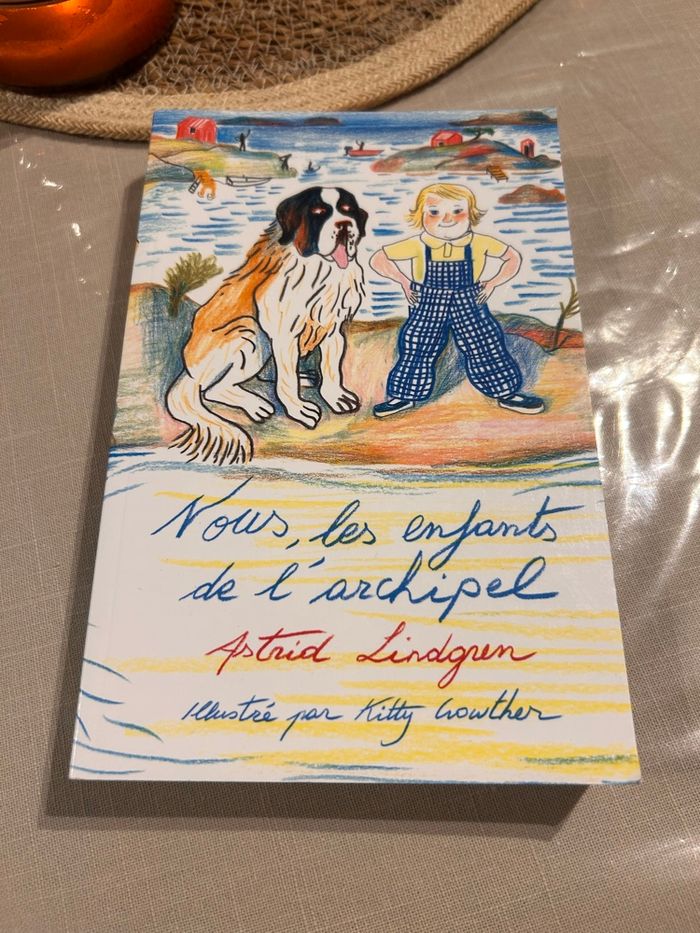 Nous, les enfants
de l'archipel
Astrid Lindgren
Illustré par Kitty Crowther